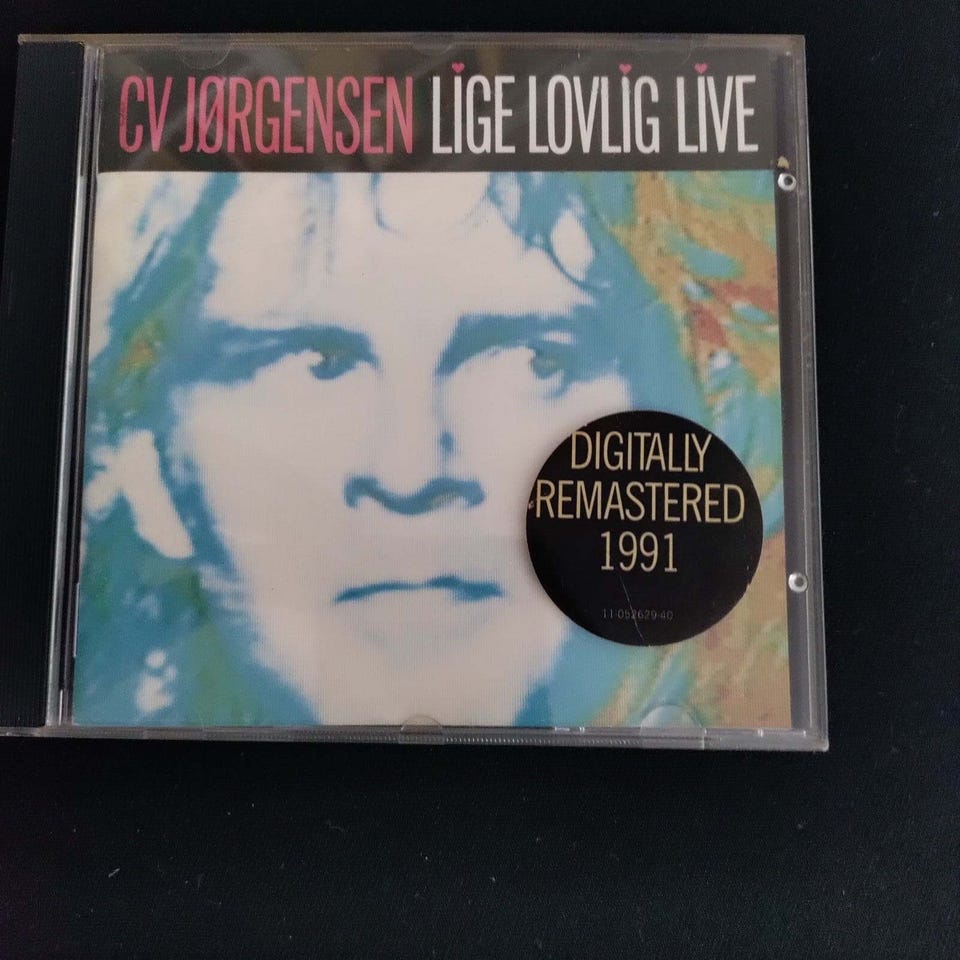 CV JØRGENSEN LiGE LOVLiG LiVE
DIGITALLY
REMASTERED
1991
11-052629-40